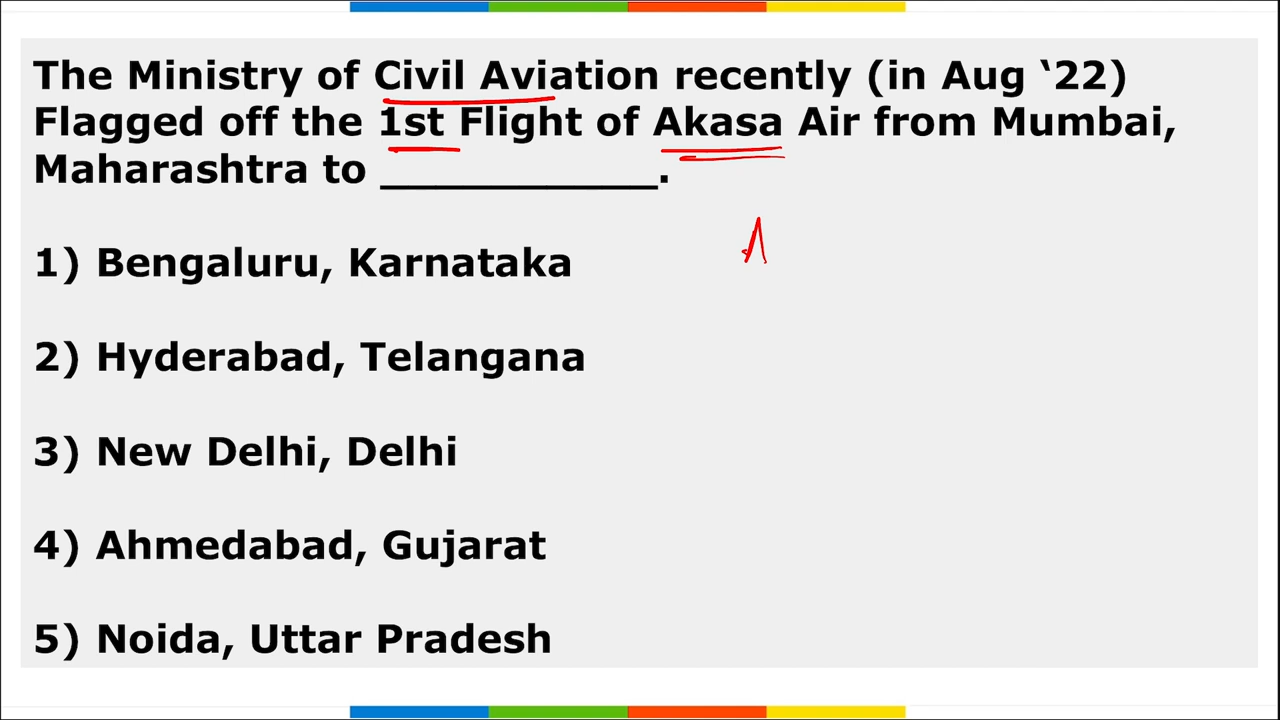 The Ministry of Civil Aviation recently (in Aug ‘22)
Flagged off the 1st Flight of Akasa Air from Mumbai,
Maharashtra to ___________.
A
1) Bengaluru, Karnataka
2) Hyderabad, Telangana
3) New Delhi, Delhi
4) Ahmedabad, Gujarat
5) Noida, Uttar Pradesh